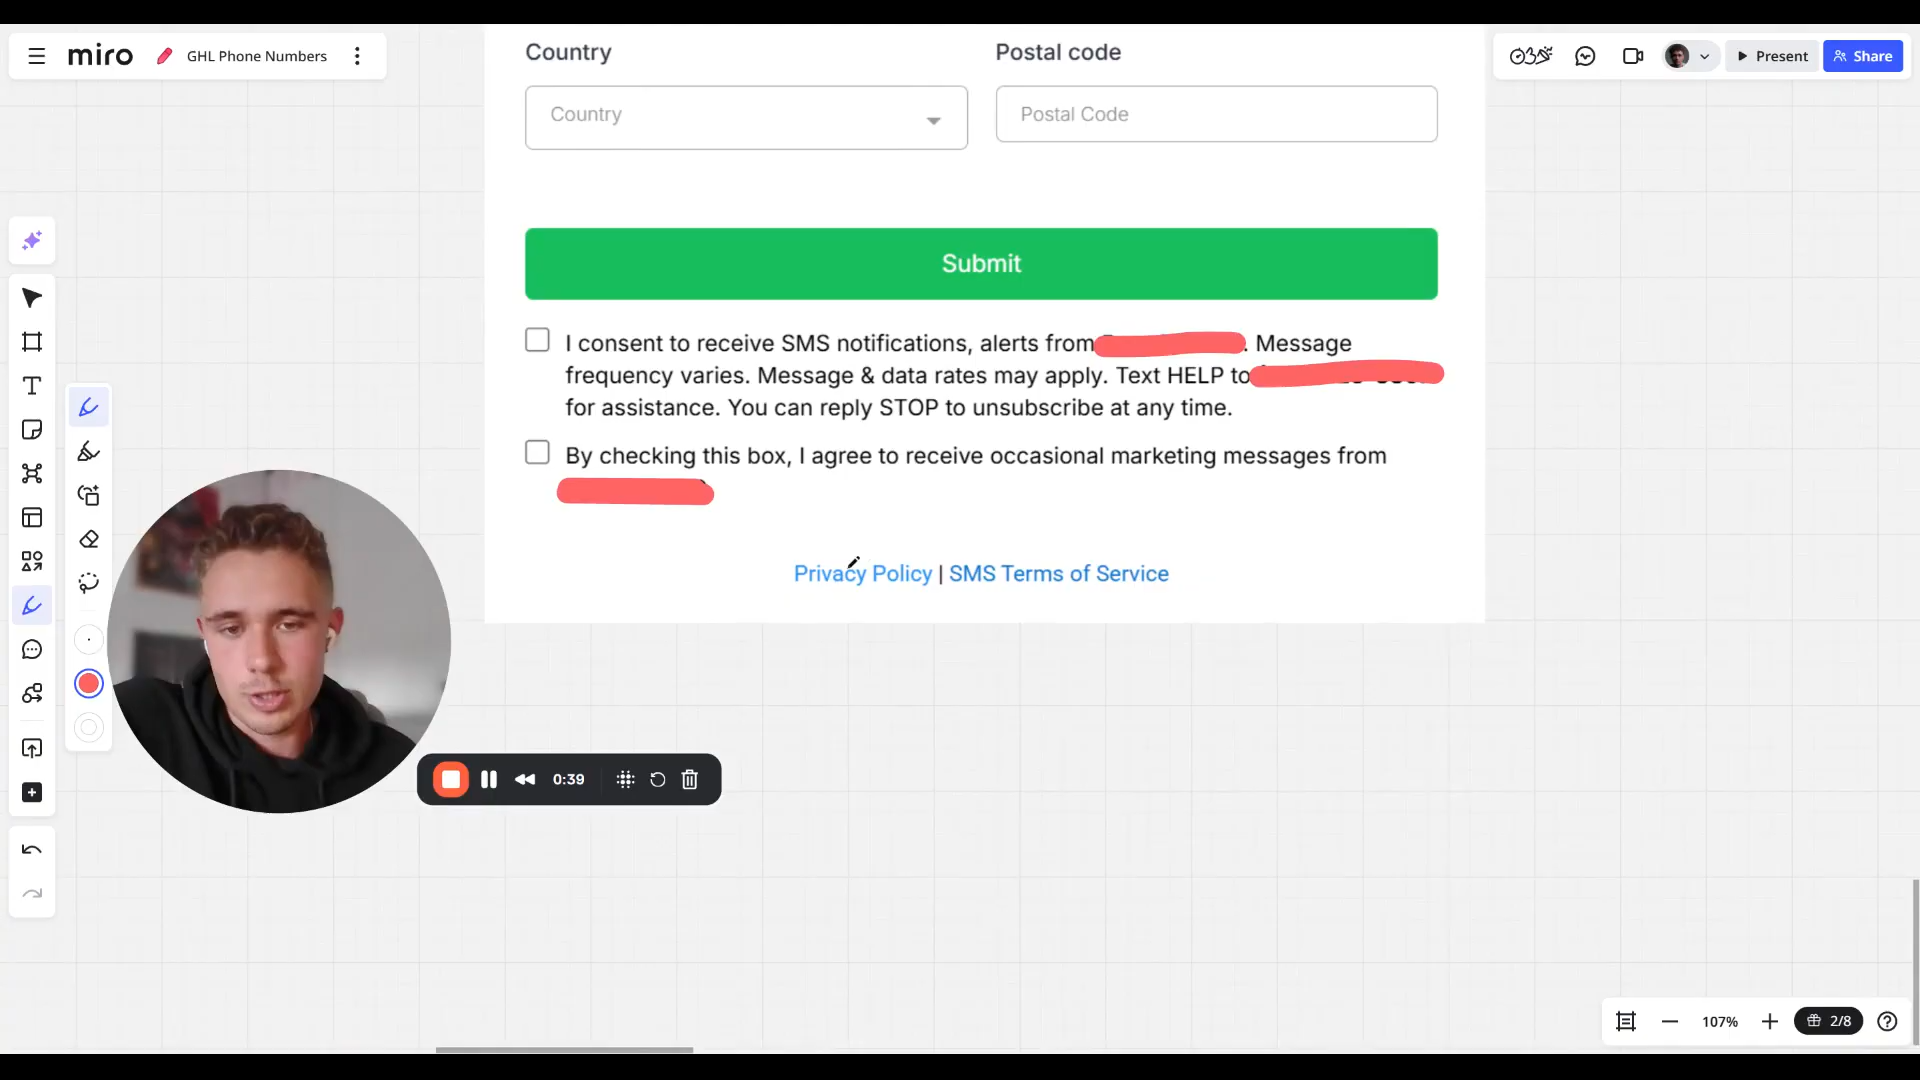 miro
GHL Phone Numbers
Present
Share
Country
Postal code
Country
Postal Code
Submit
I consent to receive SMS notifications, alerts from . Message
frequency varies. Message & data rates may apply. Text HELP to
for assistance. You can reply STOP to unsubscribe at any time.
By checking this box, I agree to receive occasional marketing messages from
Privacy Policy | SMS Terms of Service
0:39
107%
2/8